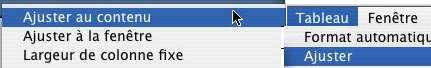 Ajuster au contenu
Ajuster à la fenêtre
Largeur de colonne fixe
Tableau Fenêtre
Format automatiqu
Ajuster